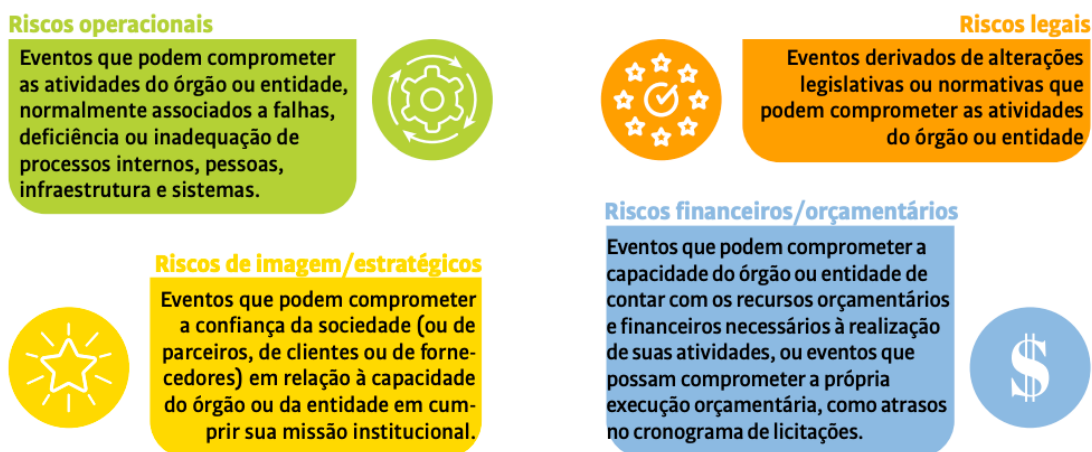 Riscos operacionais
Eventos que podem comprometer
as atividades do órgão ou entidade,
normalmente associados a falhas,
deficiência ou inadequação de
processos internos, pessoas,
infraestrutura e sistemas.
Riscos legais
Eventos derivados de alterações
legislativas ou normativas que
podem comprometer as atividades
do órgão ou entidade
Riscos de imagem/estratégicos
Eventos que podem comprometer
a confiança da sociedade (ou de
parceiros, de clientes ou de forne-
cedores) em relação à capacidade
do órgão ou da entidade em cum-
prir sua missão institucional.
Riscos financeiros/orçamentários
Eventos que podem comprometer a
capacidade do órgão ou entidade de
contar com os recursos orçamentários
e financeiros necessários à realização
de suas atividades, ou eventos que
possam comprometer a própria
execução orçamentária, como atrasos
no cronograma de licitações.
$